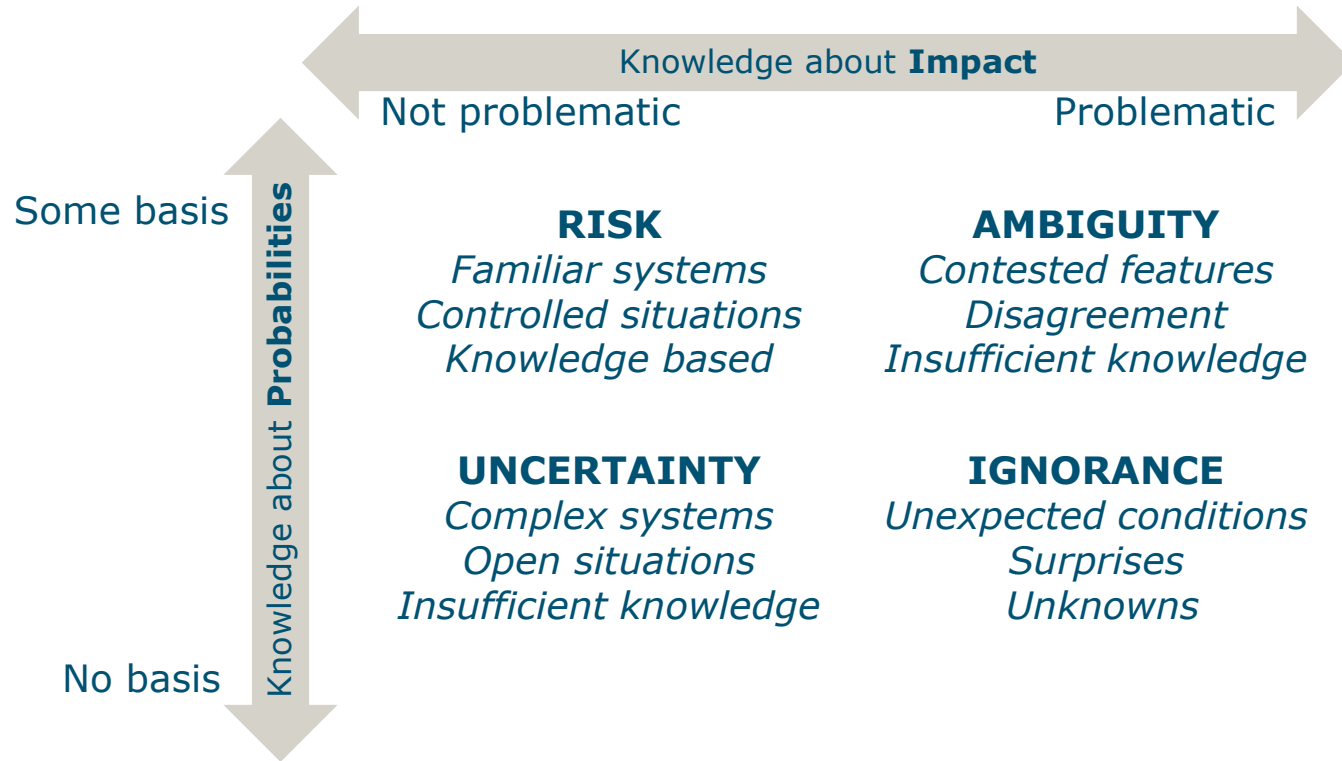 Knowledge about Impact
Not problematic
Problematic
Some basis
Knowledge about Probabilities
No basis
RISK
Familiar systems
Controlled situations
Knowledge based
AMBIGUITY
Contested features
Disagreement
Insufficient knowledge
UNCERTAINTY
Complex systems
Open situations
Insufficient knowledge
IGNORANCE
Unexpected conditions
Surprises
Unknowns